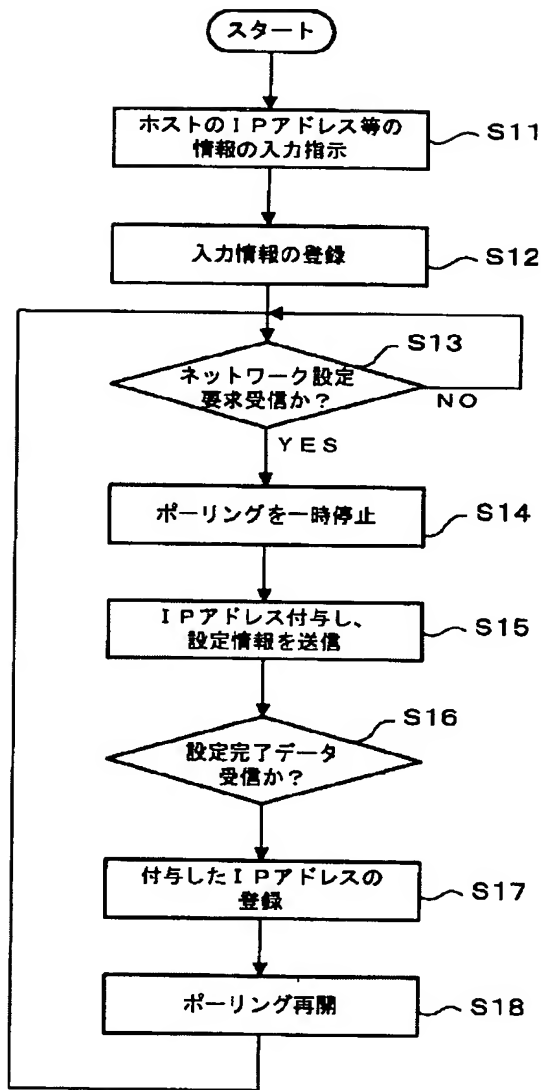 スタート
ホストのＩＰアドレス等の
情報の入力指示
S11
入力情報の登録
S12
S13
ネットワーク設定
要求受信か？
NO
YES
ポーリングを一時停止
S14
ＩＰアドレス付与し、
設定情報を送信
S15
S16
設定完了データ
受信か？
付与したＩＰアドレスの
登録
S17
ポーリング再開
S18